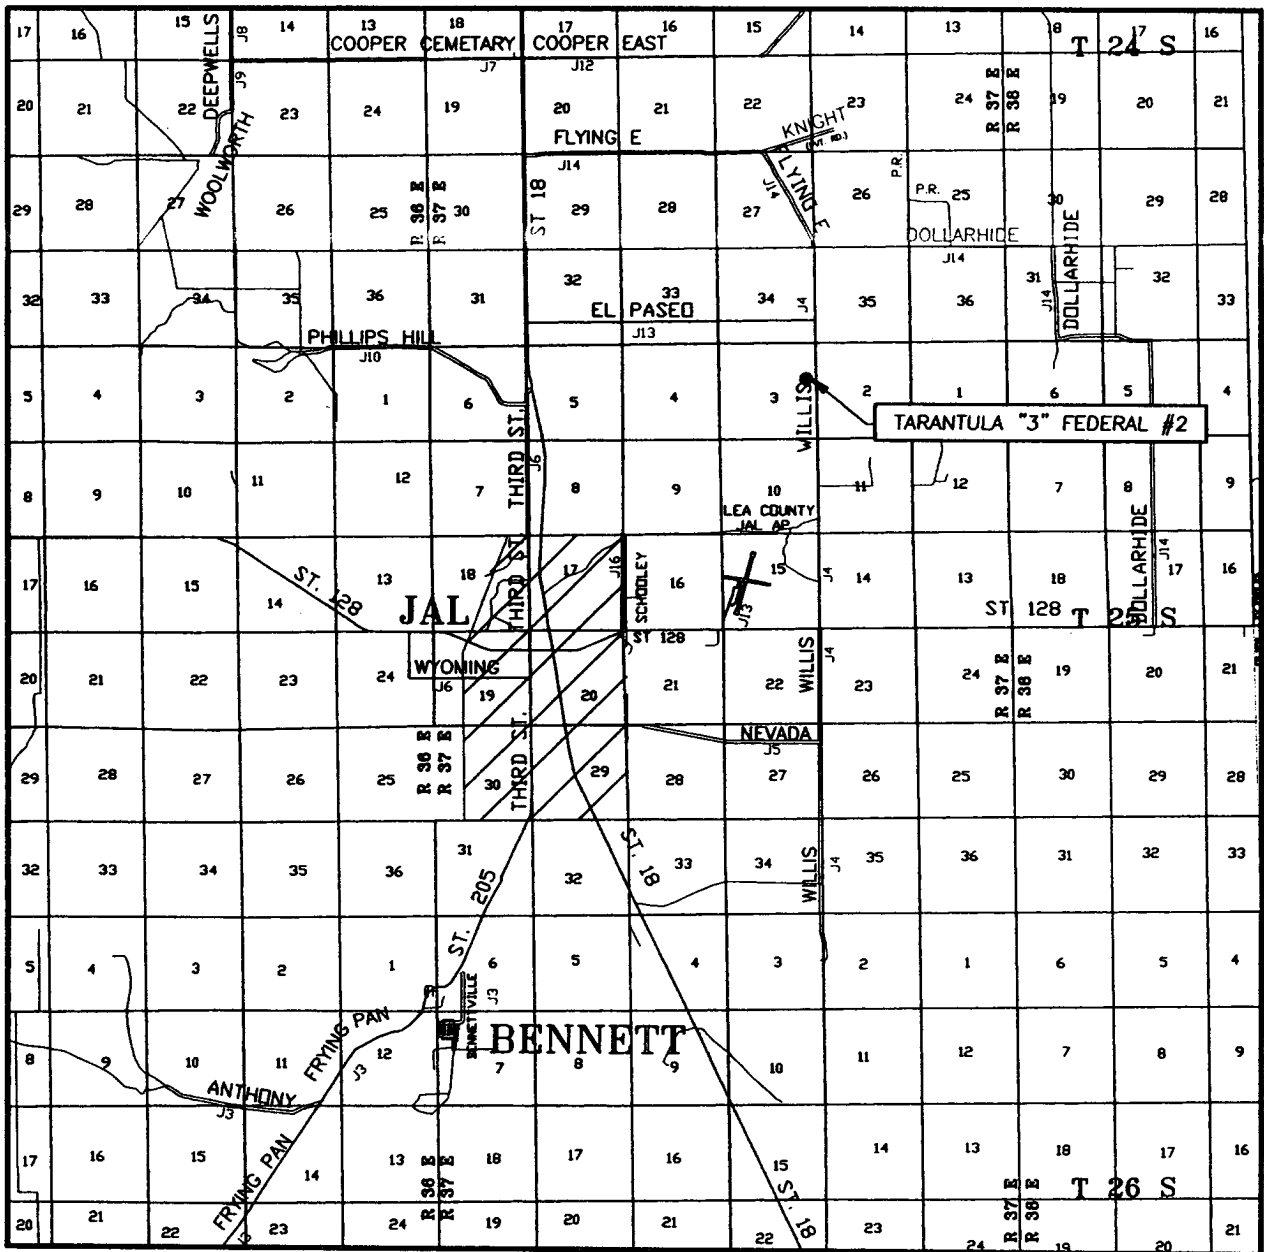 17 16 15 DEEPWELLS J8 14 13 18 17 16 15 14 13 18 17 16
COOPER CEMETARY COOPER EAST T 24 S
J9 J7 J12
20 21 22 23 24 19 20 21 22 23 24 R 37 E R 38 E 19 20 21
WOOLWORTH FLYING E KNIGHT
J14 FLYING E J14 P.R. P.R.
29 28 27 26 25 R 36 E R 37 E 30 ST 18 29 28 27 26 25 30 29 28
DOLLARHIDE DOLLARHIDE
J14
32 33 34 35 36 31 32 33 34 J4 35 36 31 J14 32 33
EL PASEO
J13
PHILLIPS HILL
J10
5 4 3 2 1 6 5 4 3 2 1 6 5 4
THIRD ST. WILLIS
TARANTULA "3" FEDERAL #2
J6
8 9 10 11 12 7 8 9 10 11 12 7 8 9
LEA COUNTY
JAL AP
DOLLARHIDE J14
17 16 15 14 13 18 THIRD ST. 17 J16 SCHOOLEY 16 15 J4 14 13 18 17 16
ST. 128 J13
JAL ST 128 T 25 S
ST 128
WYOMING
J6
20 21 22 23 24 19 20 21 22 WILLIS J4 23 24 R 37 E R 38 E 19 20 21
THIRD ST. NEVADA
J5
29 28 27 26 25 R 36 E R 37 E 30 29 28 27 26 25 30 29 28
ST. 18
32 33 34 35 36 31 32 33 34 WILLIS J4 35 36 31 32 33
ST. 205
5 4 3 2 1 6 5 4 3 2 1 6 5 4
BENNETTVILLE J3
FRYING PAN BENNETT
J3
8 9 10 11 12 7 8 9 10 11 12 7 8 9
ANTHONY
J3
17 16 15 14 13 R 36 E R 37 E 18 17 16 15 14 13 18 17 16
FRYING PAN ST. 18 R 37 E R 38 E T 26 S
J3
20 21 22 23 24 19 20 21 22 23 24 19 20 21